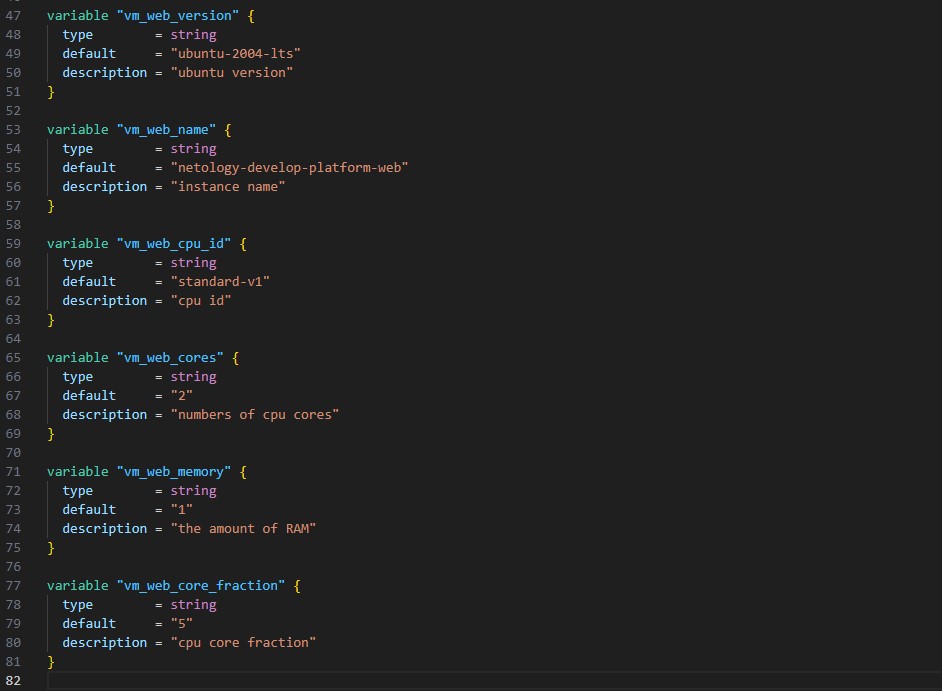 47 variable "vm_web_version" {
48   type        = string
49   default     = "ubuntu-2004-lts"
50   description = "ubuntu version"
51 }
52
53 variable "vm_web_name" {
54   type        = string
55   default     = "netology-develop-platform-web"
56   description = "instance name"
57 }
58
59 variable "vm_web_cpu_id" {
60   type        = string
61   default     = "standard-v1"
62   description = "cpu id"
63 }
64
65 variable "vm_web_cores" {
66   type        = string
67   default     = "2"
68   description = "numbers of cpu cores"
69 }
70
71 variable "vm_web_memory" {
72   type        = string
73   default     = "1"
74   description = "the amount of RAM"
75 }
76
77 variable "vm_web_core_fraction" {
78   type        = string
79   default     = "5"
80   description = "cpu core fraction"
81 }
82